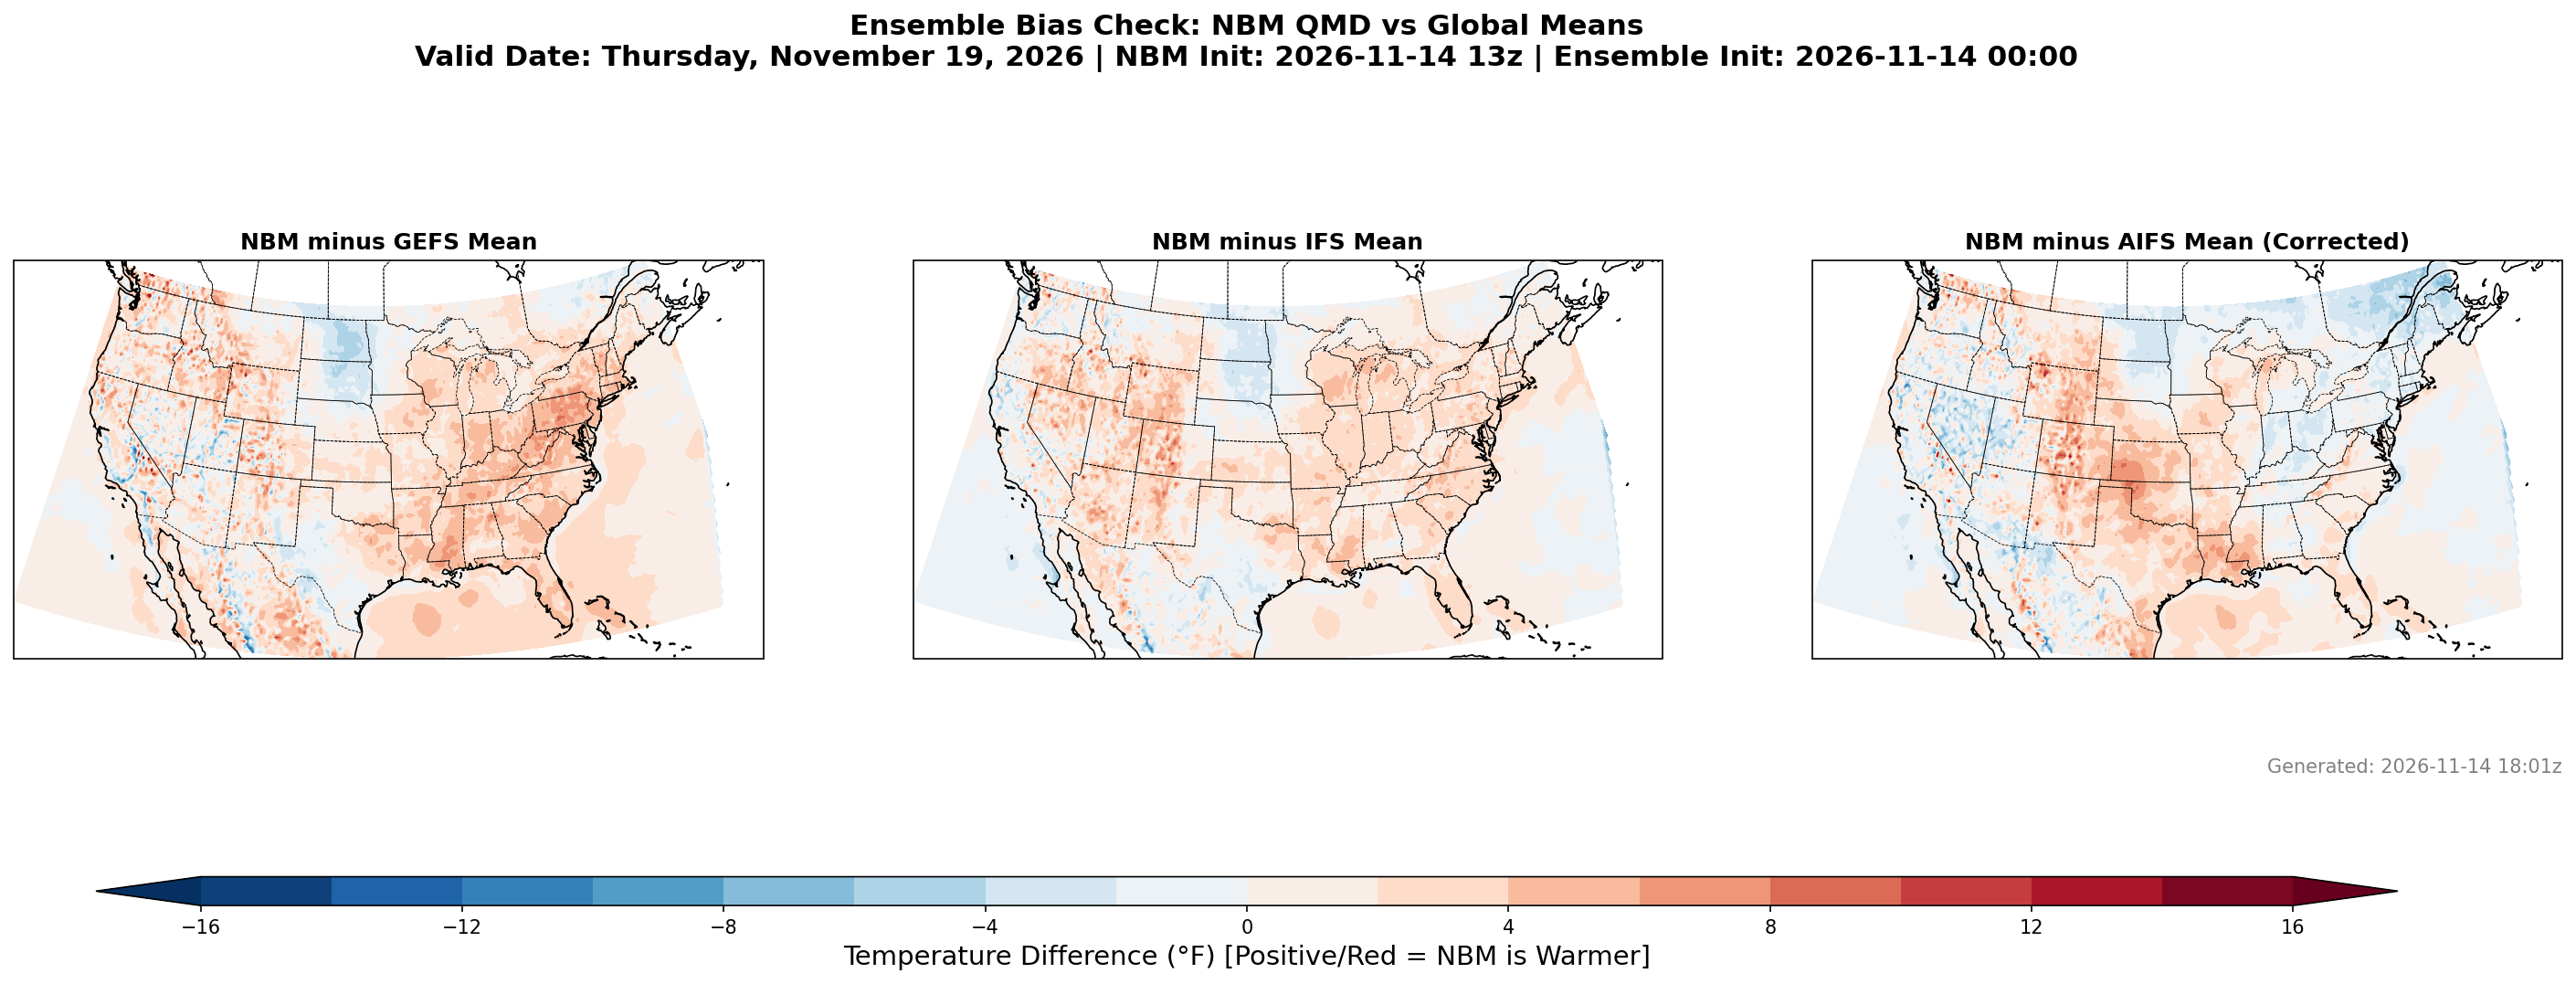 Ensemble Bias Check: NBM QMD vs Global Means
Valid Date: Thursday, November 19, 2026 | NBM Init: 2026-11-14 13z | Ensemble Init: 2026-11-14 00:00
NBM minus GEFS Mean
NBM minus IFS Mean
NBM minus AIFS Mean (Corrected)
Generated: 2026-11-14 18:01z
−16 −12 −8 −4 0 4 8 12 16
Temperature Difference (°F) [Positive/Red = NBM is Warmer]